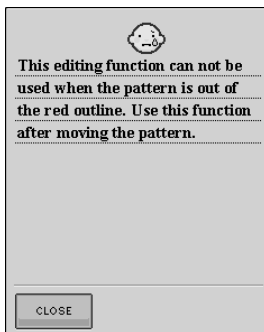 This editing function can not be
used when the pattern is out of
the red outline. Use this function
after moving the pattern.
CLOSE